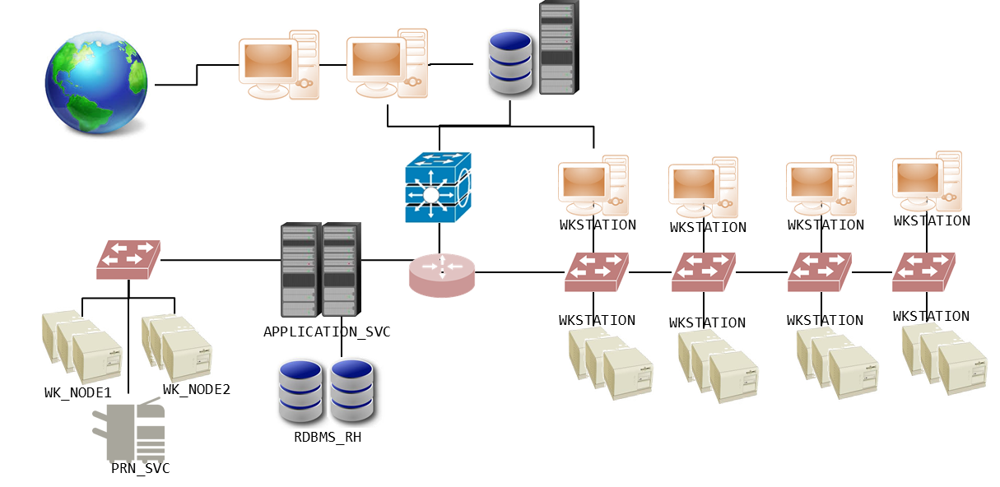 WKSTATION
WKSTATION
WKSTATION
WKSTATION
APPLICATION_SVC
WKSTATION
WKSTATION
WKSTATION
WKSTATION
WK_NODE1
WK_NODE2
RDBMS_RH
PRN_SVC